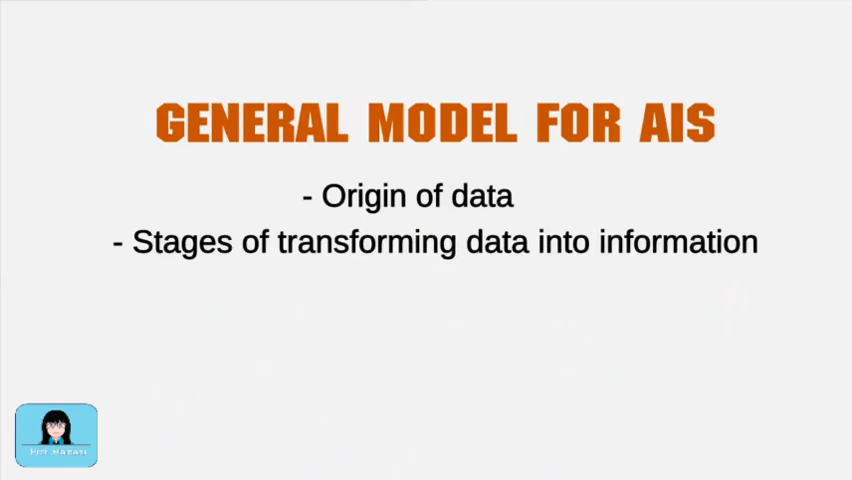 GENERAL MODEL FOR AIS
- Origin of data
- Stages of transforming data into information